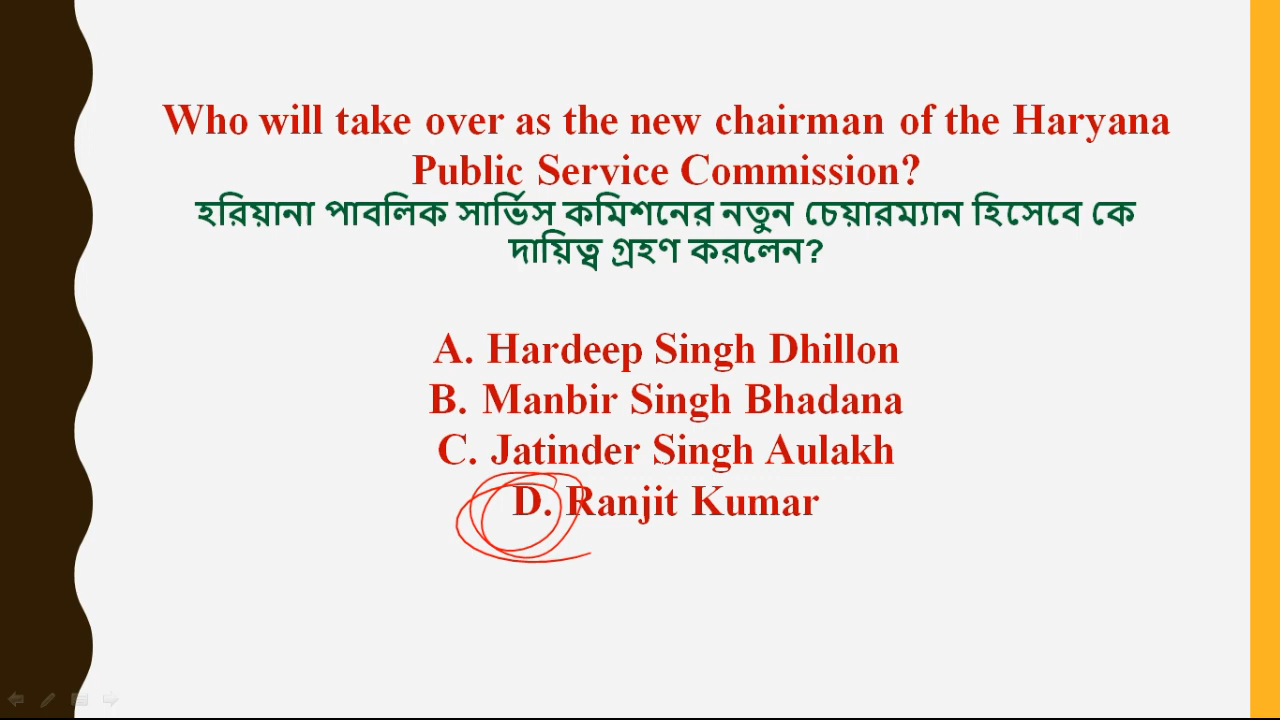 Who will take over as the new chairman of the Haryana
Public Service Commission?
হরিয়ানা পাবলিক সার্ভিস কমিশনের নতুন চেয়ারম্যান হিসেবে কে
দায়িত্ব গ্রহণ করলেন?
A. Hardeep Singh Dhillon
B. Manbir Singh Bhadana
C. Jatinder Singh Aulakh
D. Ranjit Kumar